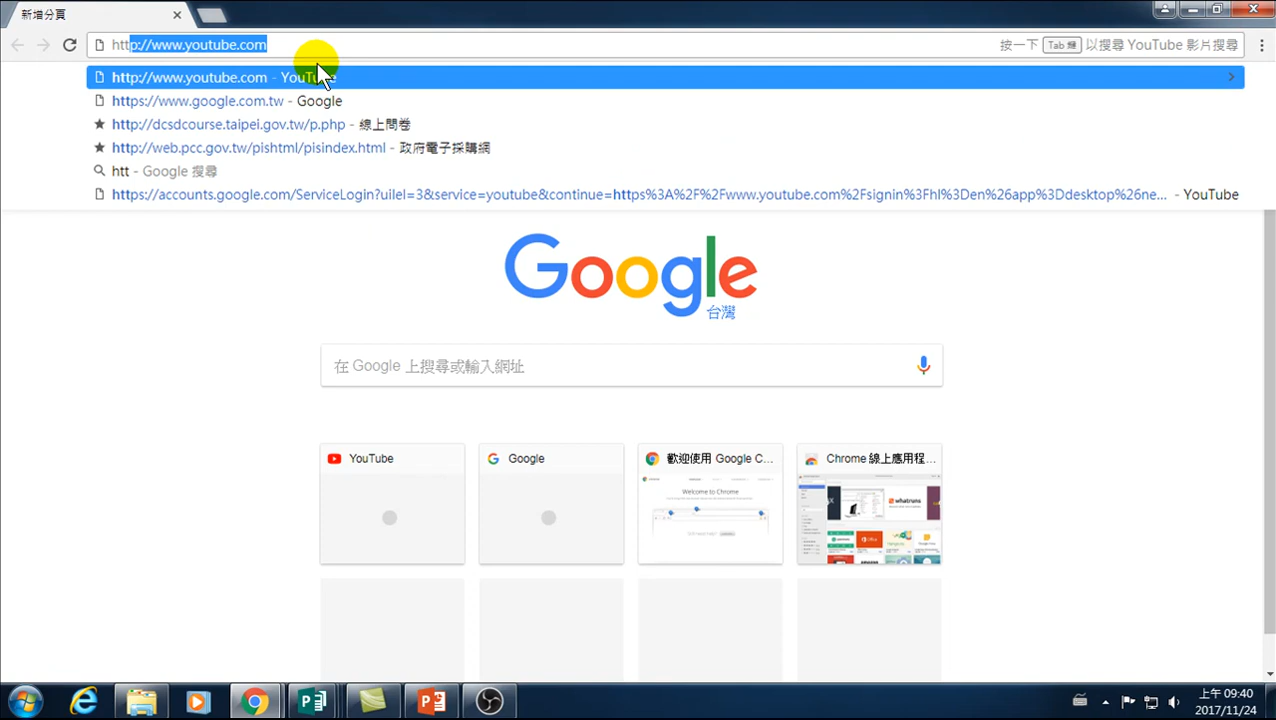 新增分頁
http://www.youtube.com
按一下 Tab 鍵 以搜尋 YouTube 影片搜尋
http://www.youtube.com - YouTube
https://www.google.com.tw - Google
http://dcsdcourse.taipei.gov.tw/p.php - 線上問卷
http://web.pcc.gov.tw/pishtml/pisindex.html - 政府電子採購網
htt - Google 搜尋
https://accounts.google.com/ServiceLogin?uilel=3&service=youtube&continue=https%3A%2F%2Fwww.youtube.com%2Fsignin%3Fhl%3Den%26app%3Ddesktop%26ne... - YouTube
Google
台灣
在 Google 上搜尋或輸入網址
YouTube
Google
歡迎使用 Google C...
Chrome 線上應用程...
Welcome to Chrome
whatruns
上午 09:40
2017/11/24